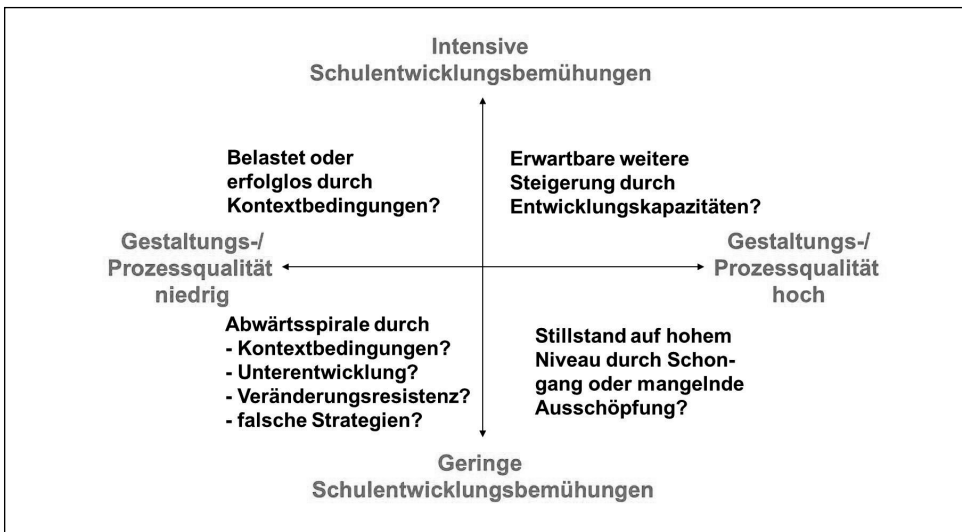 Intensive
Schulentwicklungsbemühungen
Belastet oder
erfolglos durch
Kontextbedingungen?
Erwartbare weitere
Steigerung durch
Entwicklungskapazitäten?
Gestaltungs-/
Prozessqualität
niedrig
Gestaltungs-/
Prozessqualität
hoch
Abwärtsspirale durch
- Kontextbedingungen?
- Unterentwicklung?
- Veränderungsresistenz?
- falsche Strategien?
Stillstand auf hohem
Niveau durch Schon-
gang oder mangelnde
Ausschöpfung?
Geringe
Schulentwicklungsbemühungen